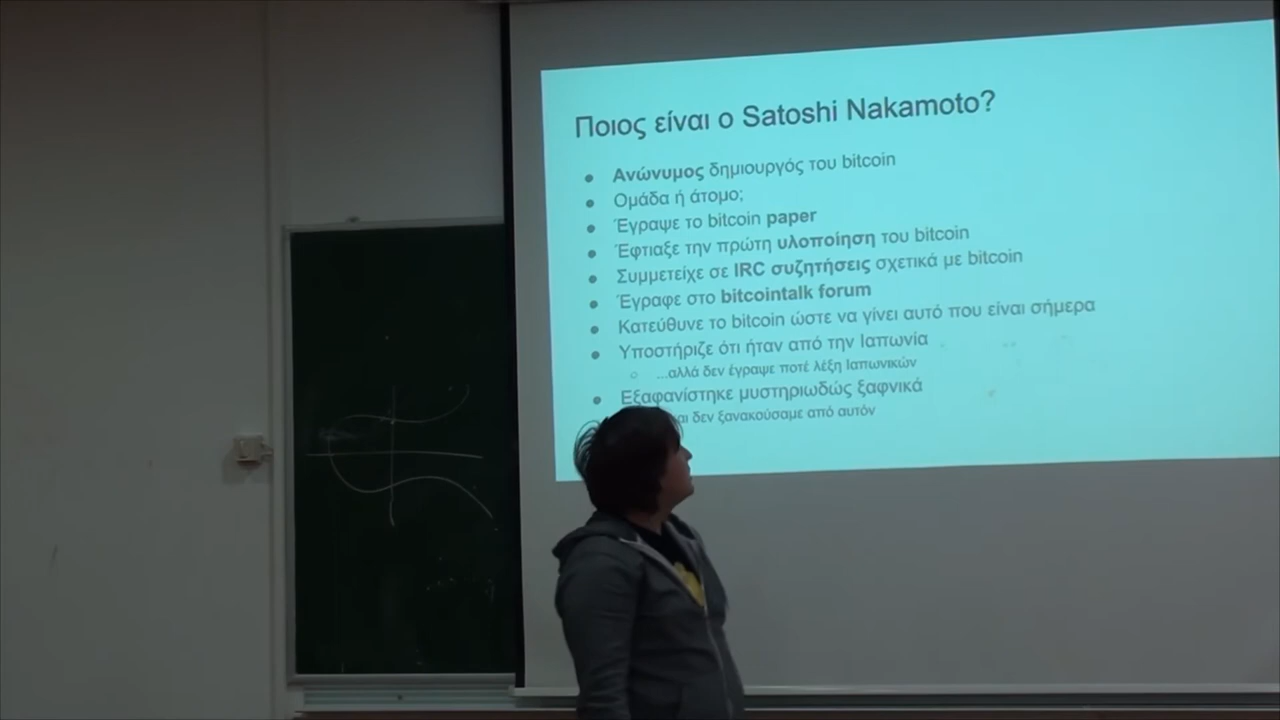 Ποιος είναι ο Satoshi Nakamoto?
● Ανώνυμος δημιουργός του bitcoin
● Ομάδα ή άτομο;
● Έγραψε το bitcoin paper
● Έφτιαξε την πρώτη υλοποίηση του bitcoin
● Συμμετείχε σε IRC συζητήσεις σχετικά με bitcoin
● Έγραφε στο bitcointalk forum
● Κατεύθυνε το bitcoin ώστε να γίνει αυτό που είναι σήμερα
● Υποστήριζε ότι ήταν από την Ιαπωνία
○ ...αλλά δεν έγραψε ποτέ λέξη Ιαπωνικών
● Εξαφανίστηκε μυστηριωδώς ξαφνικά
δεν ξανακούσαμε από αυτόν